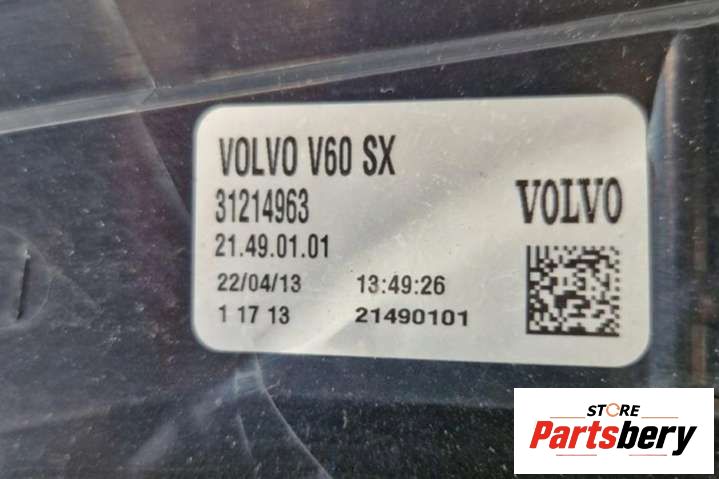 VOLVO V60 SX
31214963
VOLVO
21.49.01.01
22/04/13 13:49:26
1 17 13 21490101
STORE
Partsbery